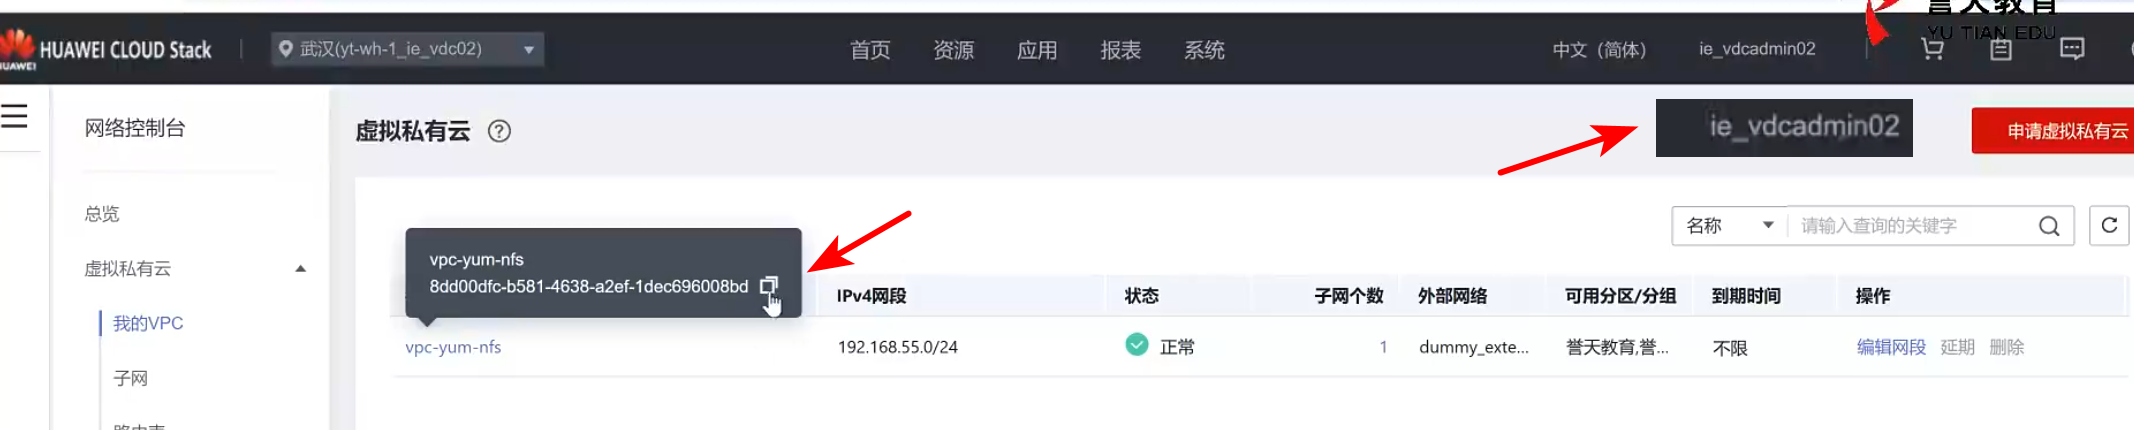 誉天教育
YU TIAN EDU
HUAWEI
HUAWEI CLOUD Stack
武汉(yt-wh-1_ie_vdc02)
首页
资源
应用
报表
系统
中文（简体）
ie_vdcadmin02
网络控制台
虚拟私有云
ie_vdcadmin02
申请虚拟私有云
总览
名称
请输入查询的关键字
虚拟私有云
vpc-yum-nfs
8dd00dfc-b581-4638-a2ef-1dec696008bd
IPv4网段
状态
子网个数
外部网络
可用分区/分组
到期时间
操作
我的VPC
vpc-yum-nfs
192.168.55.0/24
正常
1
dummy_exte...
誉天教育,誉...
不限
编辑网段
延期
删除
子网